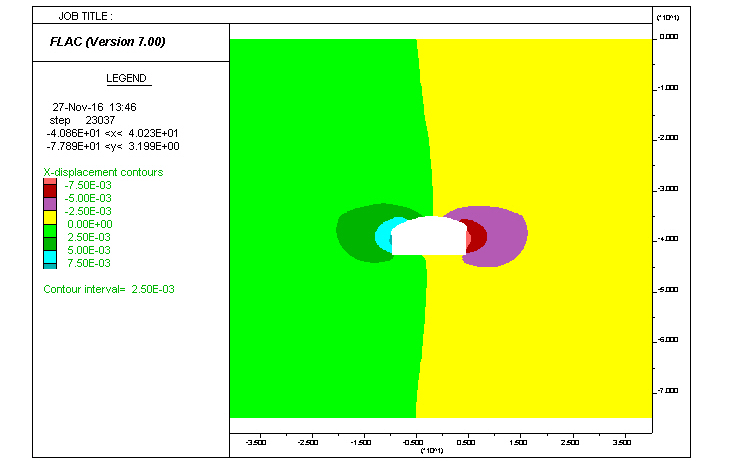 JOB TITLE :
(*10^1)
FLAC (Version 7.00)
LEGEND
27-Nov-16 13:46
step 23037
-4.086E+01 <x< 4.023E+01
-7.789E+01 <y< 3.199E+00
X-displacement contours
-7.50E-03
-5.00E-03
-2.50E-03
0.00E+00
2.50E-03
5.00E-03
7.50E-03
Contour interval= 2.50E-03
0.000
-1.000
-2.000
-3.000
-4.000
-5.000
-6.000
-7.000
-3.500
-2.500
-1.500
-0.500
0.500
1.500
2.500
3.500
(*10^1)